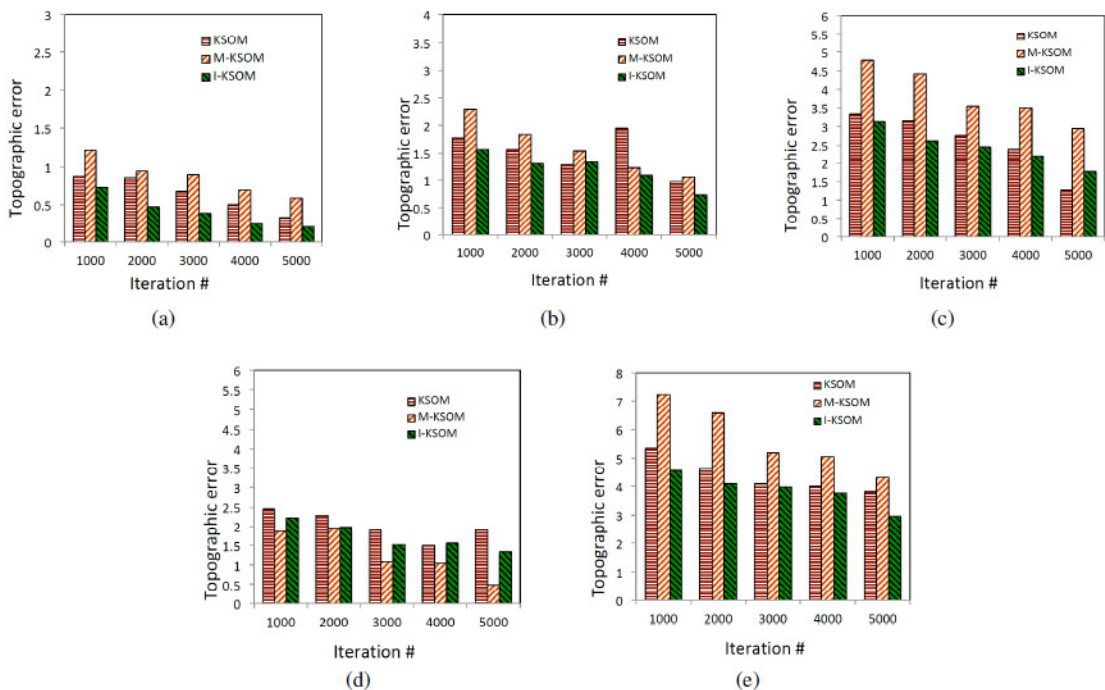 3
2.5
2
1.5
1
0.5
0
Topographic error
KSOM
M-KSOM
I-KSOM
1000 2000 3000 4000 5000
Iteration #
(a)
4
3.5
3
2.5
2
1.5
1
0.5
0
Topographic error
KSOM
M-KSOM
I-KSOM
1000 2000 3000 4000 5000
Iteration #
(b)
6
5.5
5
4.5
4
3.5
3
2.5
2
1.5
1
0.5
0
Topographic error
KSOM
M-KSOM
I-KSOM
1000 2000 3000 4000 5000
Iteration #
(c)
6
5.5
5
4.5
4
3.5
3
2.5
2
1.5
1
0.5
0
Topographic error
KSOM
M-KSOM
I-KSOM
1000 2000 3000 4000 5000
Iteration #
(d)
8
7
6
5
4
3
2
1
0
Topographic error
KSOM
M-KSOM
I-KSOM
1000 2000 3000 4000 5000
Iteration #
(e)